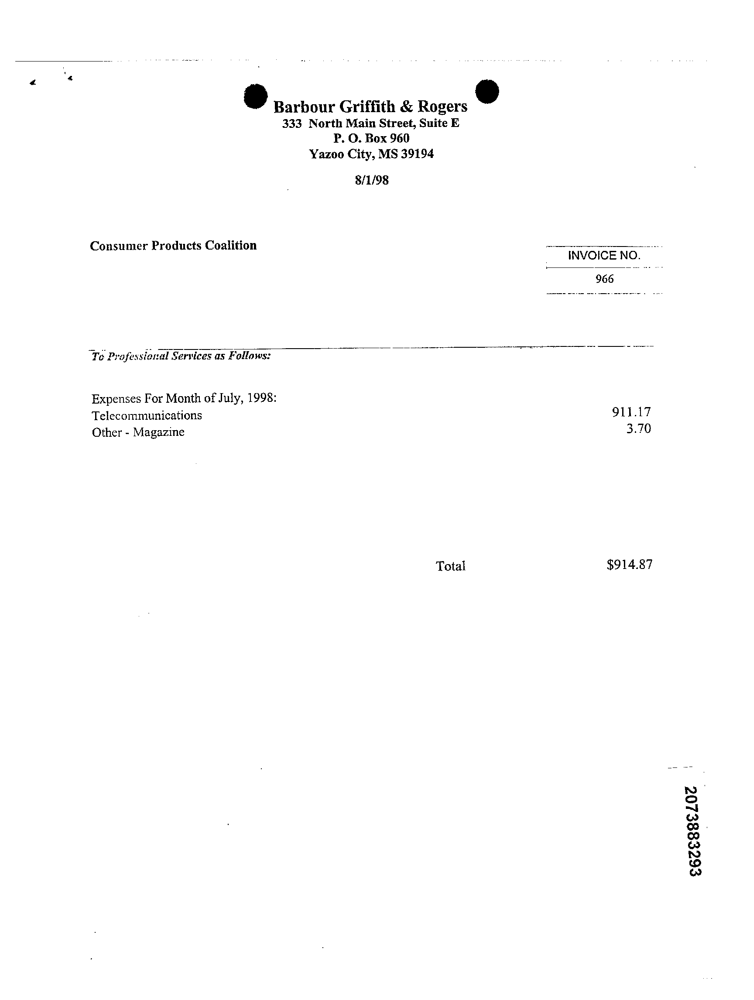 Barbour Griffith & Rogers
333 North Main Street, Suite E
P. O. Box 960
Yazoo City, MS 39194
8/1/98
Consumer Products Coalition
INVOICE NO.
966
To Professional Services as Follows:
Expenses For Month of July, 1998:
Telecommunications 911.17
Other - Magazine 3.70
Total $914.87
20738833293